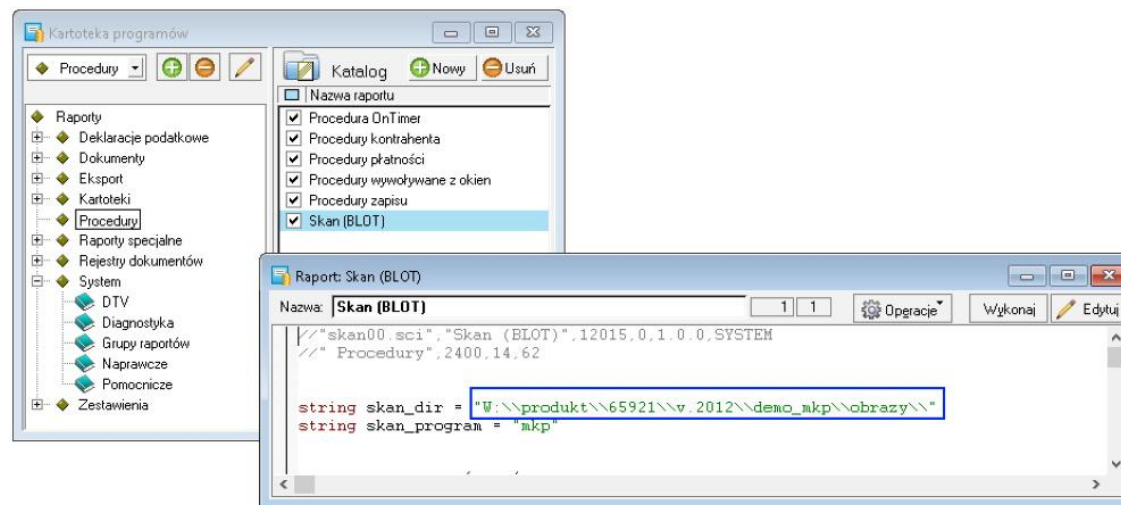 Kartoteka programów
Procedury
Katalog
Nowy
Usuń
Nazwa raportu
Raporty
Deklaracje podatkowe
Dokumenty
Eksport
Kartoteki
Procedury
Raporty specjalne
Rejestry dokumentów
System
DTV
Diagnostyka
Grupy raportów
Naprawcze
Pomocnicze
Zestawienia
Procedura OnTimer
Procedury kontrahenta
Procedury płatności
Procedury wywoływane z okien
Procedury zapisu
Skan (BLOT)
Raport: Skan (BLOT)
Nazwa: Skan (BLOT) 1 1 Operacje Wykonaj Edytuj
//"skan00.sci","Skan (BLOT)",12015,0,1.0.0,SYSTEM
//" Procedury",2400,14,62
string skan_dir = "W:\\produkt\\65921\\v.2012\\demo_mkp\\obrazy\\"
string skan_program = "mkp"